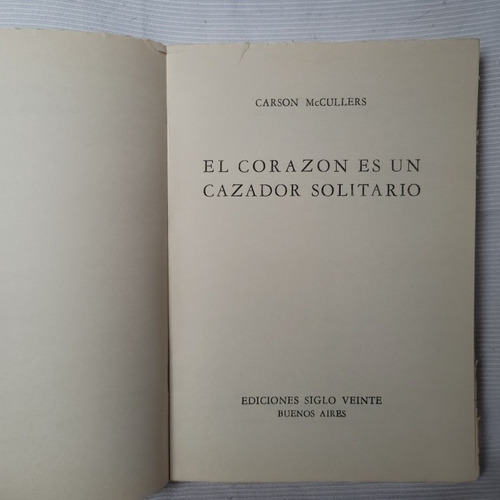 CARSON McCULLERS
EL CORAZON ES UN
CAZADOR SOLITARIO
EDICIONES SIGLO VEINTE
BUENOS AIRES